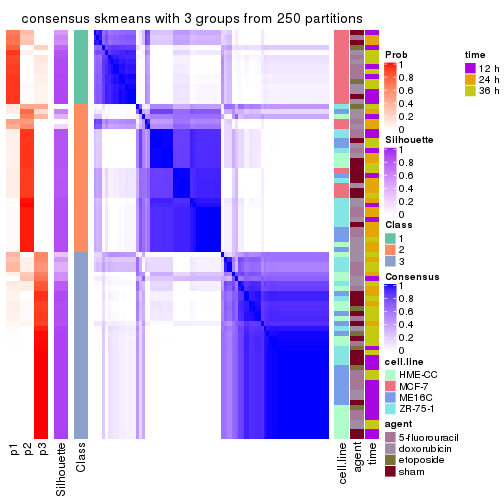 consensus skmeans with 3 groups from 250 partitions
p1
p2
p3
Silhouette
Class
cell.line
agent
time
Prob
1
0.8
0.6
0.4
0.2
0
Silhouette
1
0.8
0.6
0.4
0.2
0
Class
1
2
3
Consensus
1
0.8
0.6
0.4
0.2
0
cell.line
HME-CC
MCF-7
ME16C
ZR-75-1
agent
5-fluorouracil
doxorubicin
etoposide
sham
time
12 h
24 h
36 h